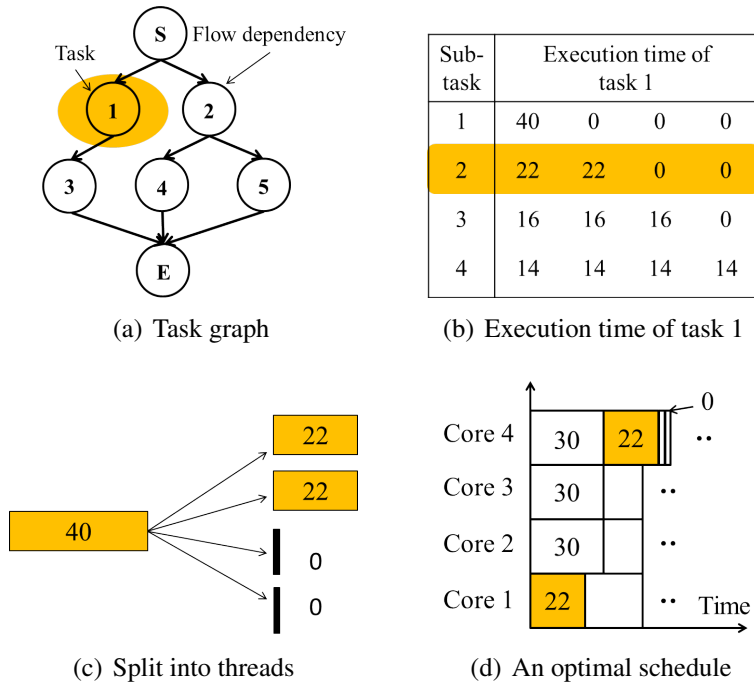 S
Task
Flow dependency
1
2
3
4
5
E
(a) Task graph
Sub-task
Execution time of task 1
1 40 0 0 0
2 22 22 0 0
3 16 16 16 0
4 14 14 14 14
(b) Execution time of task 1
22
22
40
0
0
(c) Split into threads
0
Core 4 30 22 ..
Core 3 30 ..
Core 2 30 ..
Core 1 22 .. Time
(d) An optimal schedule